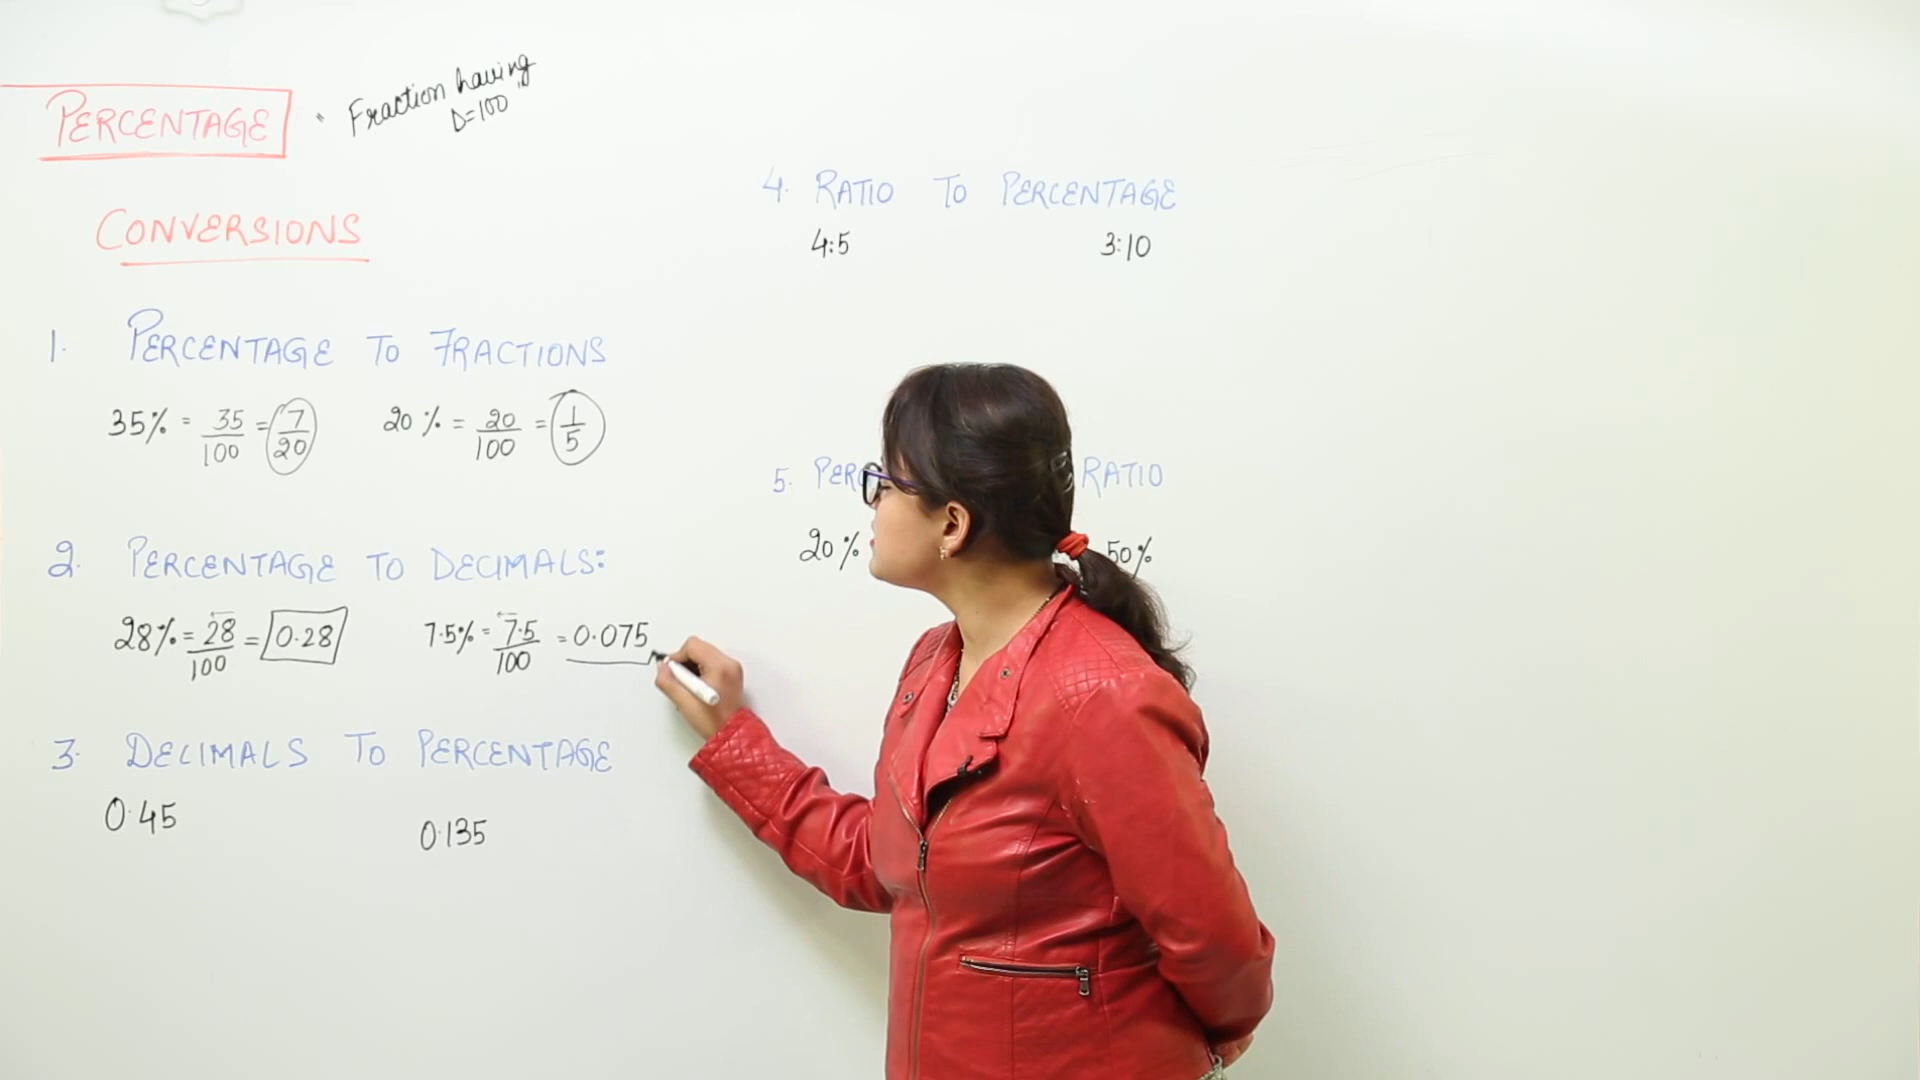 PERCENTAGE
Fraction having
D=100
CONVERSIONS
1. PERCENTAGE TO FRACTIONS
35% = 35/100 = 7/20
20% = 20/100 = 1/5
2. PERCENTAGE TO DECIMALS:
28% = 28/100 = 0.28
7.5% = 7.5/100 = 0.075
3. DECIMALS TO PERCENTAGE
0.45
0.135
4. RATIO TO PERCENTAGE
4:5
3:10
5. RATIO
20%
50%